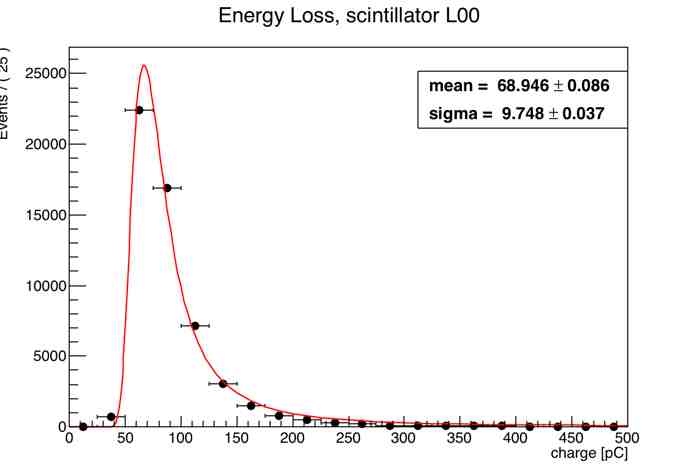 Energy Loss, scintillator L00
Events / ( 25 )
mean = 68.946 ± 0.086
sigma = 9.748 ± 0.037
25000
20000
15000
10000
5000
0
0 50 100 150 200 250 300 350 400 450 500
charge [pC]